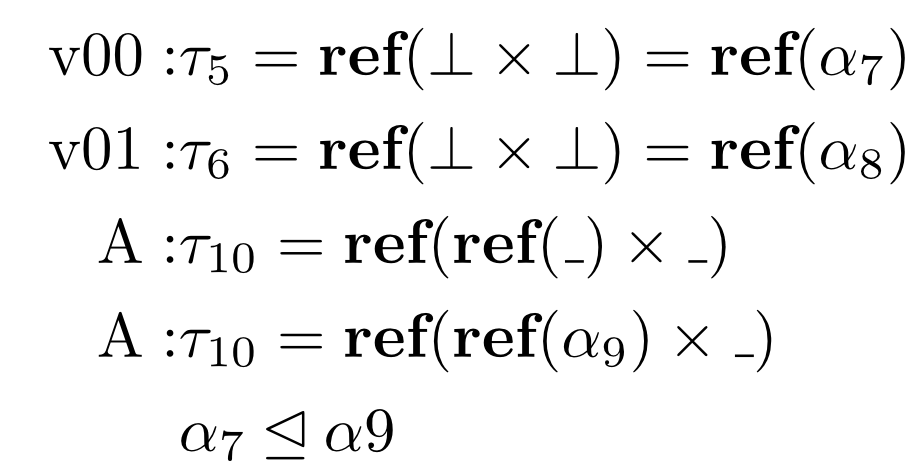 v00 :τ₅ = ref(⊥ × ⊥) = ref(α₇)
v01 :τ₆ = ref(⊥ × ⊥) = ref(α₈)
A :τ₁₀ = ref(ref(_) × _)
A :τ₁₀ = ref(ref(α₉) × _)
α₇ ⊴ α9